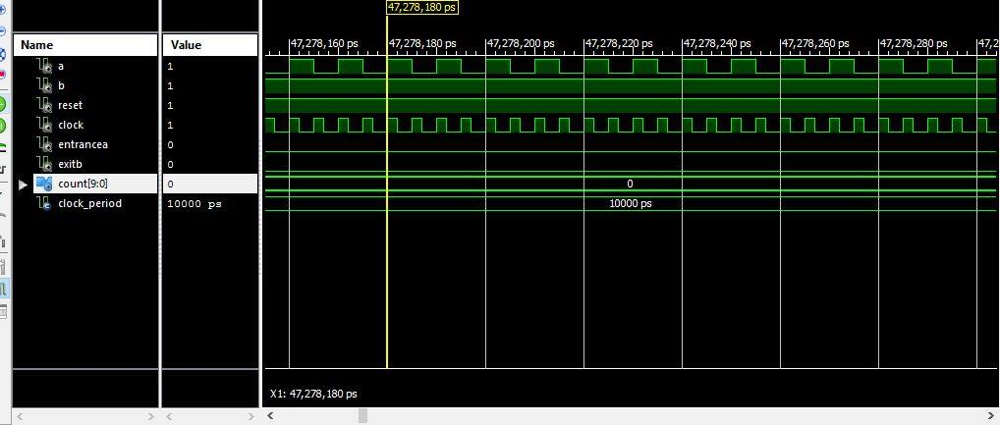 47,278,180 ps
Name
Value
47,278,160 ps
47,278,180 ps
47,278,200 ps
47,278,220 ps
47,278,240 ps
47,278,260 ps
47,278,280 ps
47,2
a
1
b
1
reset
1
clock
1
entrancea
0
exitb
0
count[9:0]
0
0
clock_period
10000 ps
10000 ps
X1: 47,278,180 ps